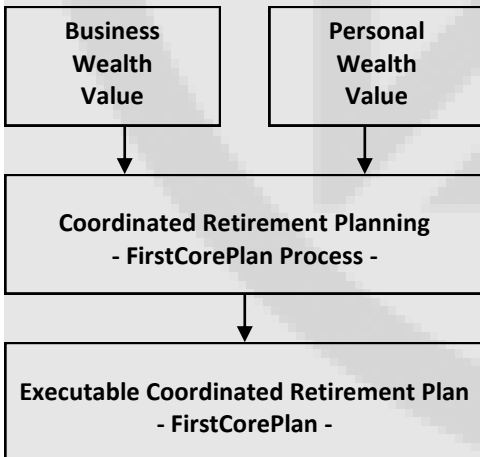 Business
Wealth
Value
Personal
Wealth
Value
Coordinated Retirement Planning
- FirstCorePlan Process -
Executable Coordinated Retirement Plan
- FirstCorePlan -